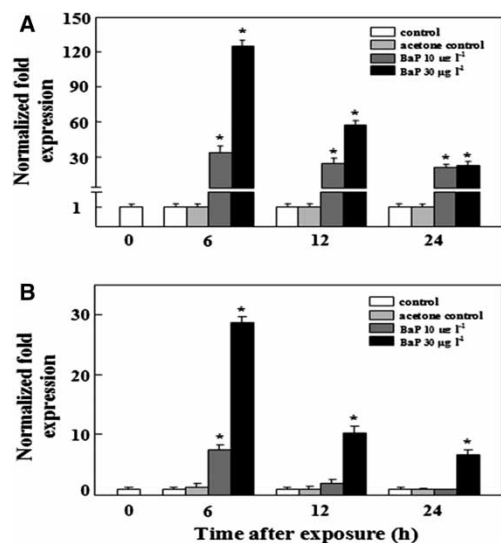 A
Normalized fold
expression
150
120
90
60
30
1
control
acetone control
BaP 10 ug l⁻¹
BaP 30 µg l⁻¹
* * * * * *
0 6 12 24
B
Normalized fold
expression
30
20
10
0
control
acetone control
BaP 10 µg l⁻¹
BaP 30 µg l⁻¹
* * * *
0 6 12 24
Time after exposure (h)